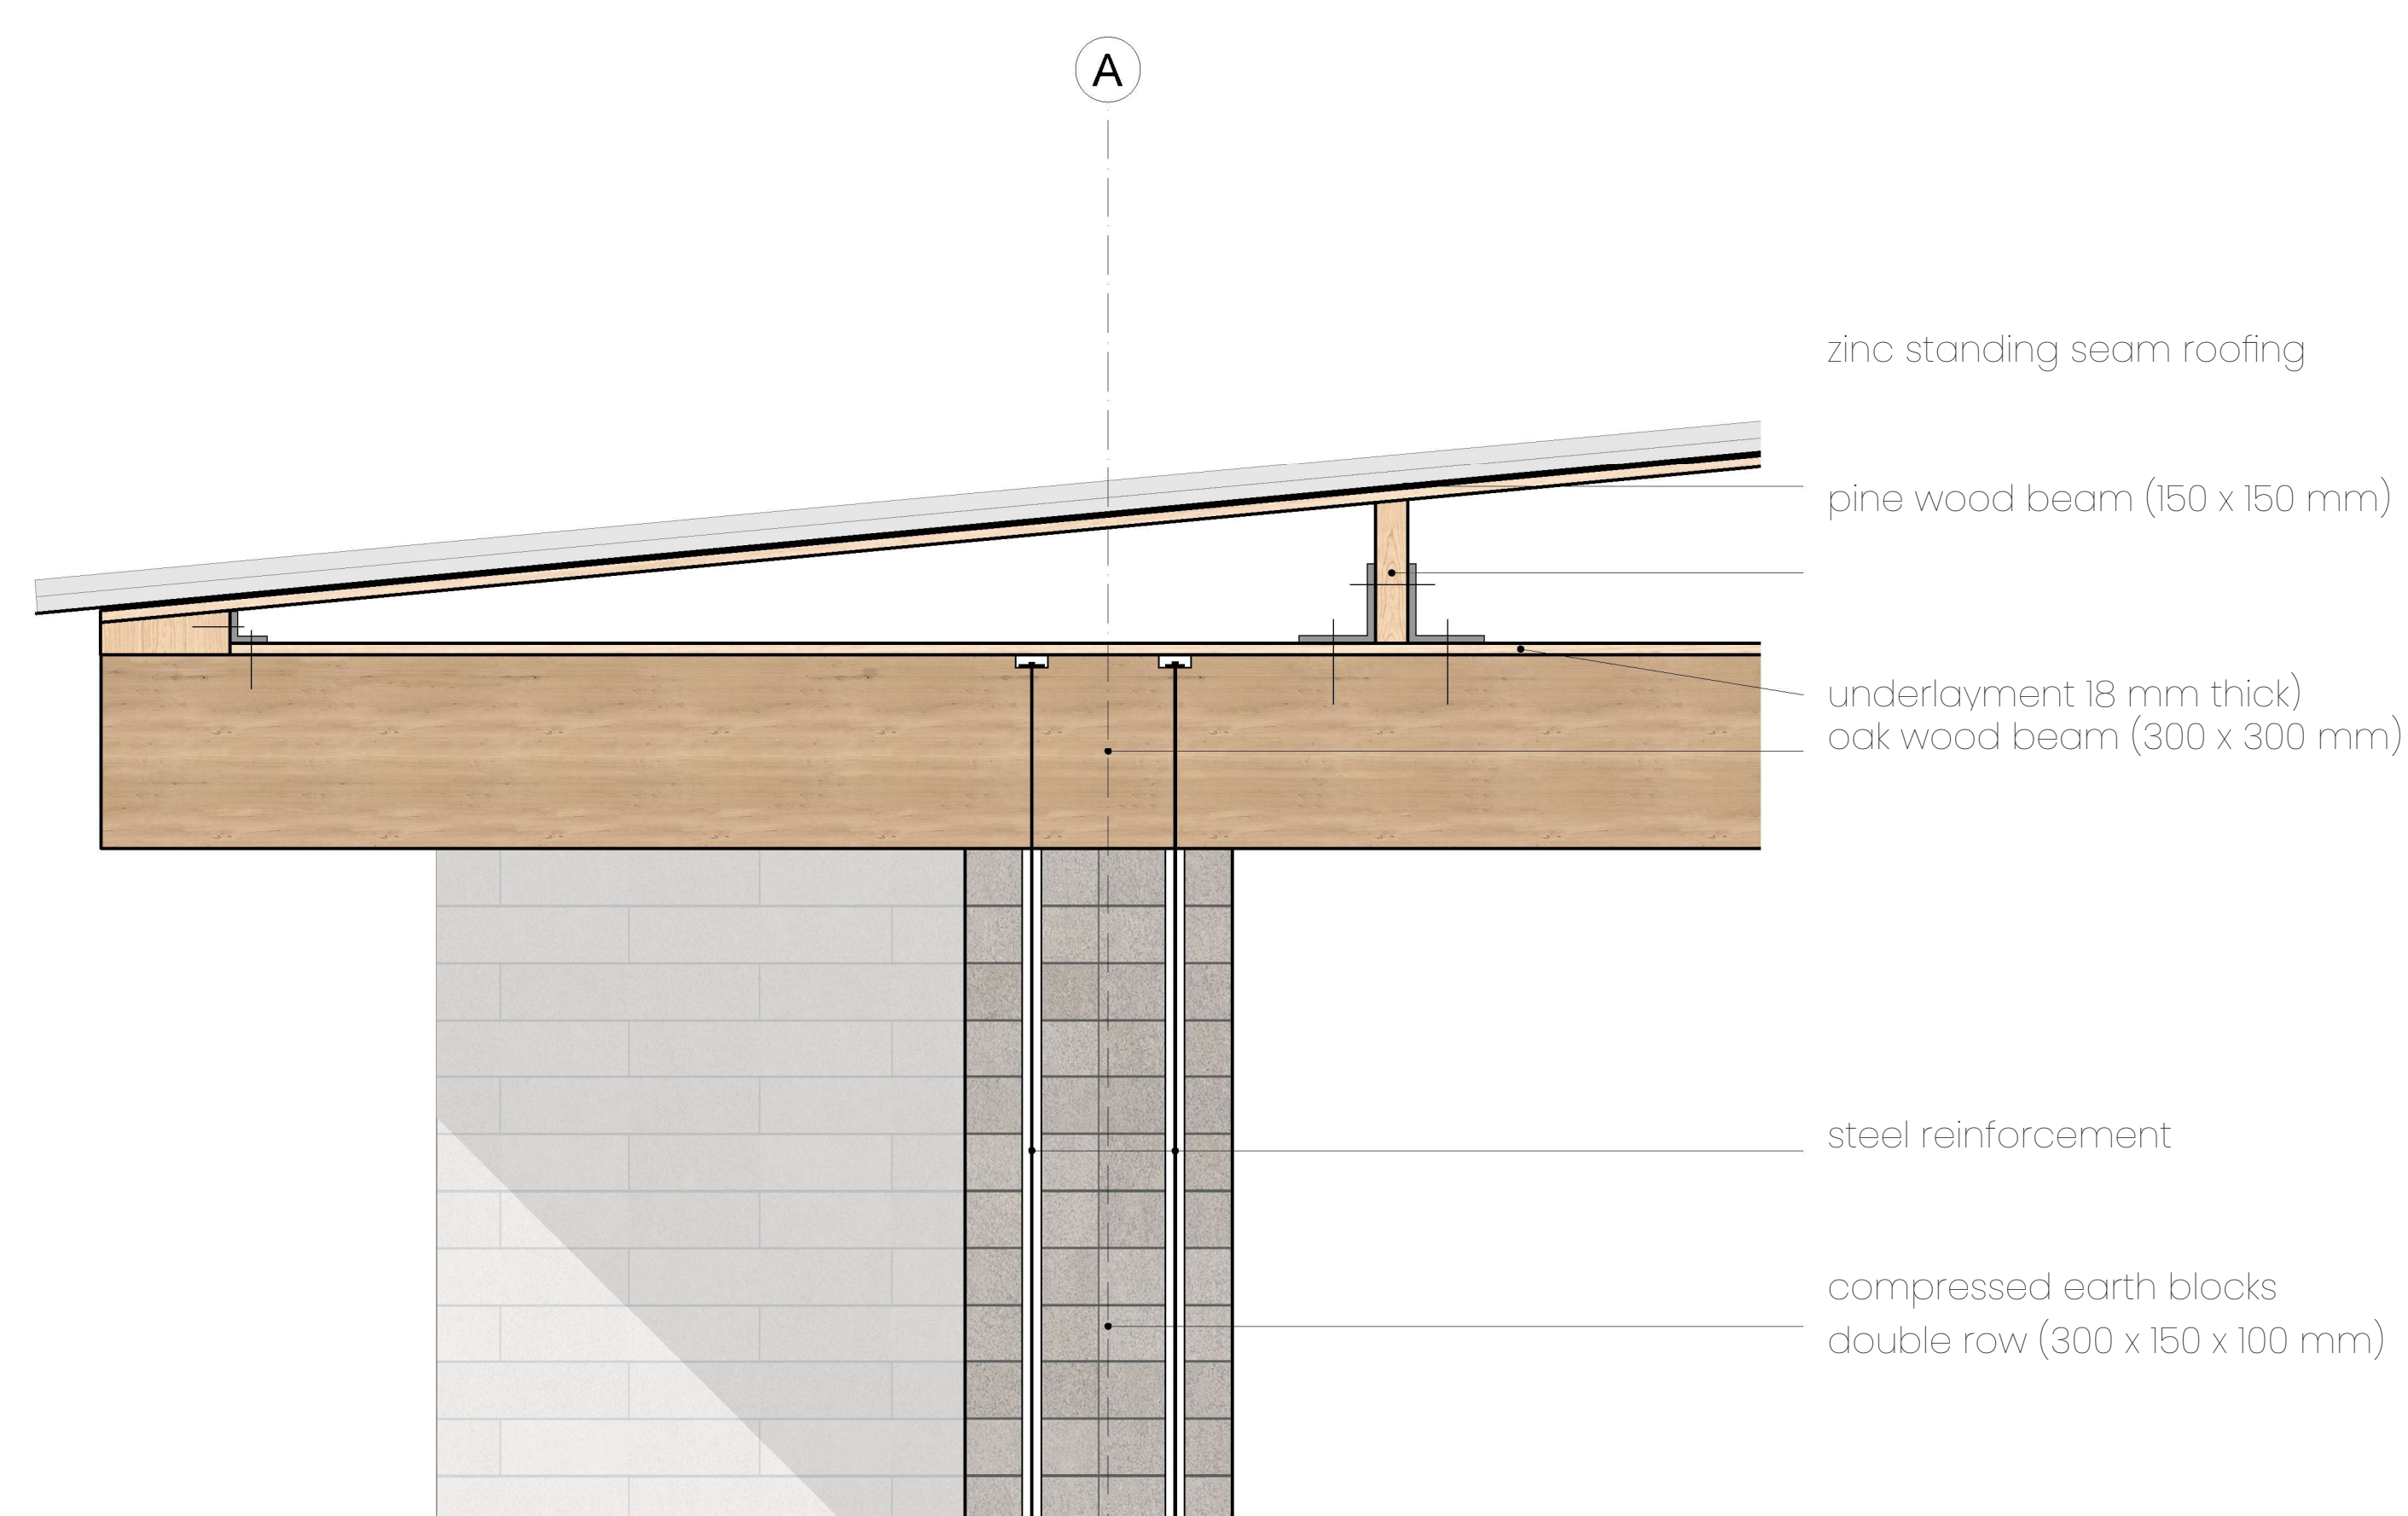 A
zinc standing seam roofing
pine wood beam (150 x 150 mm)
underlayment 18 mm thick)
oak wood beam (300 x 300 mm)
steel reinforcement
compressed earth blocks
double row (300 x 150 x 100 mm)